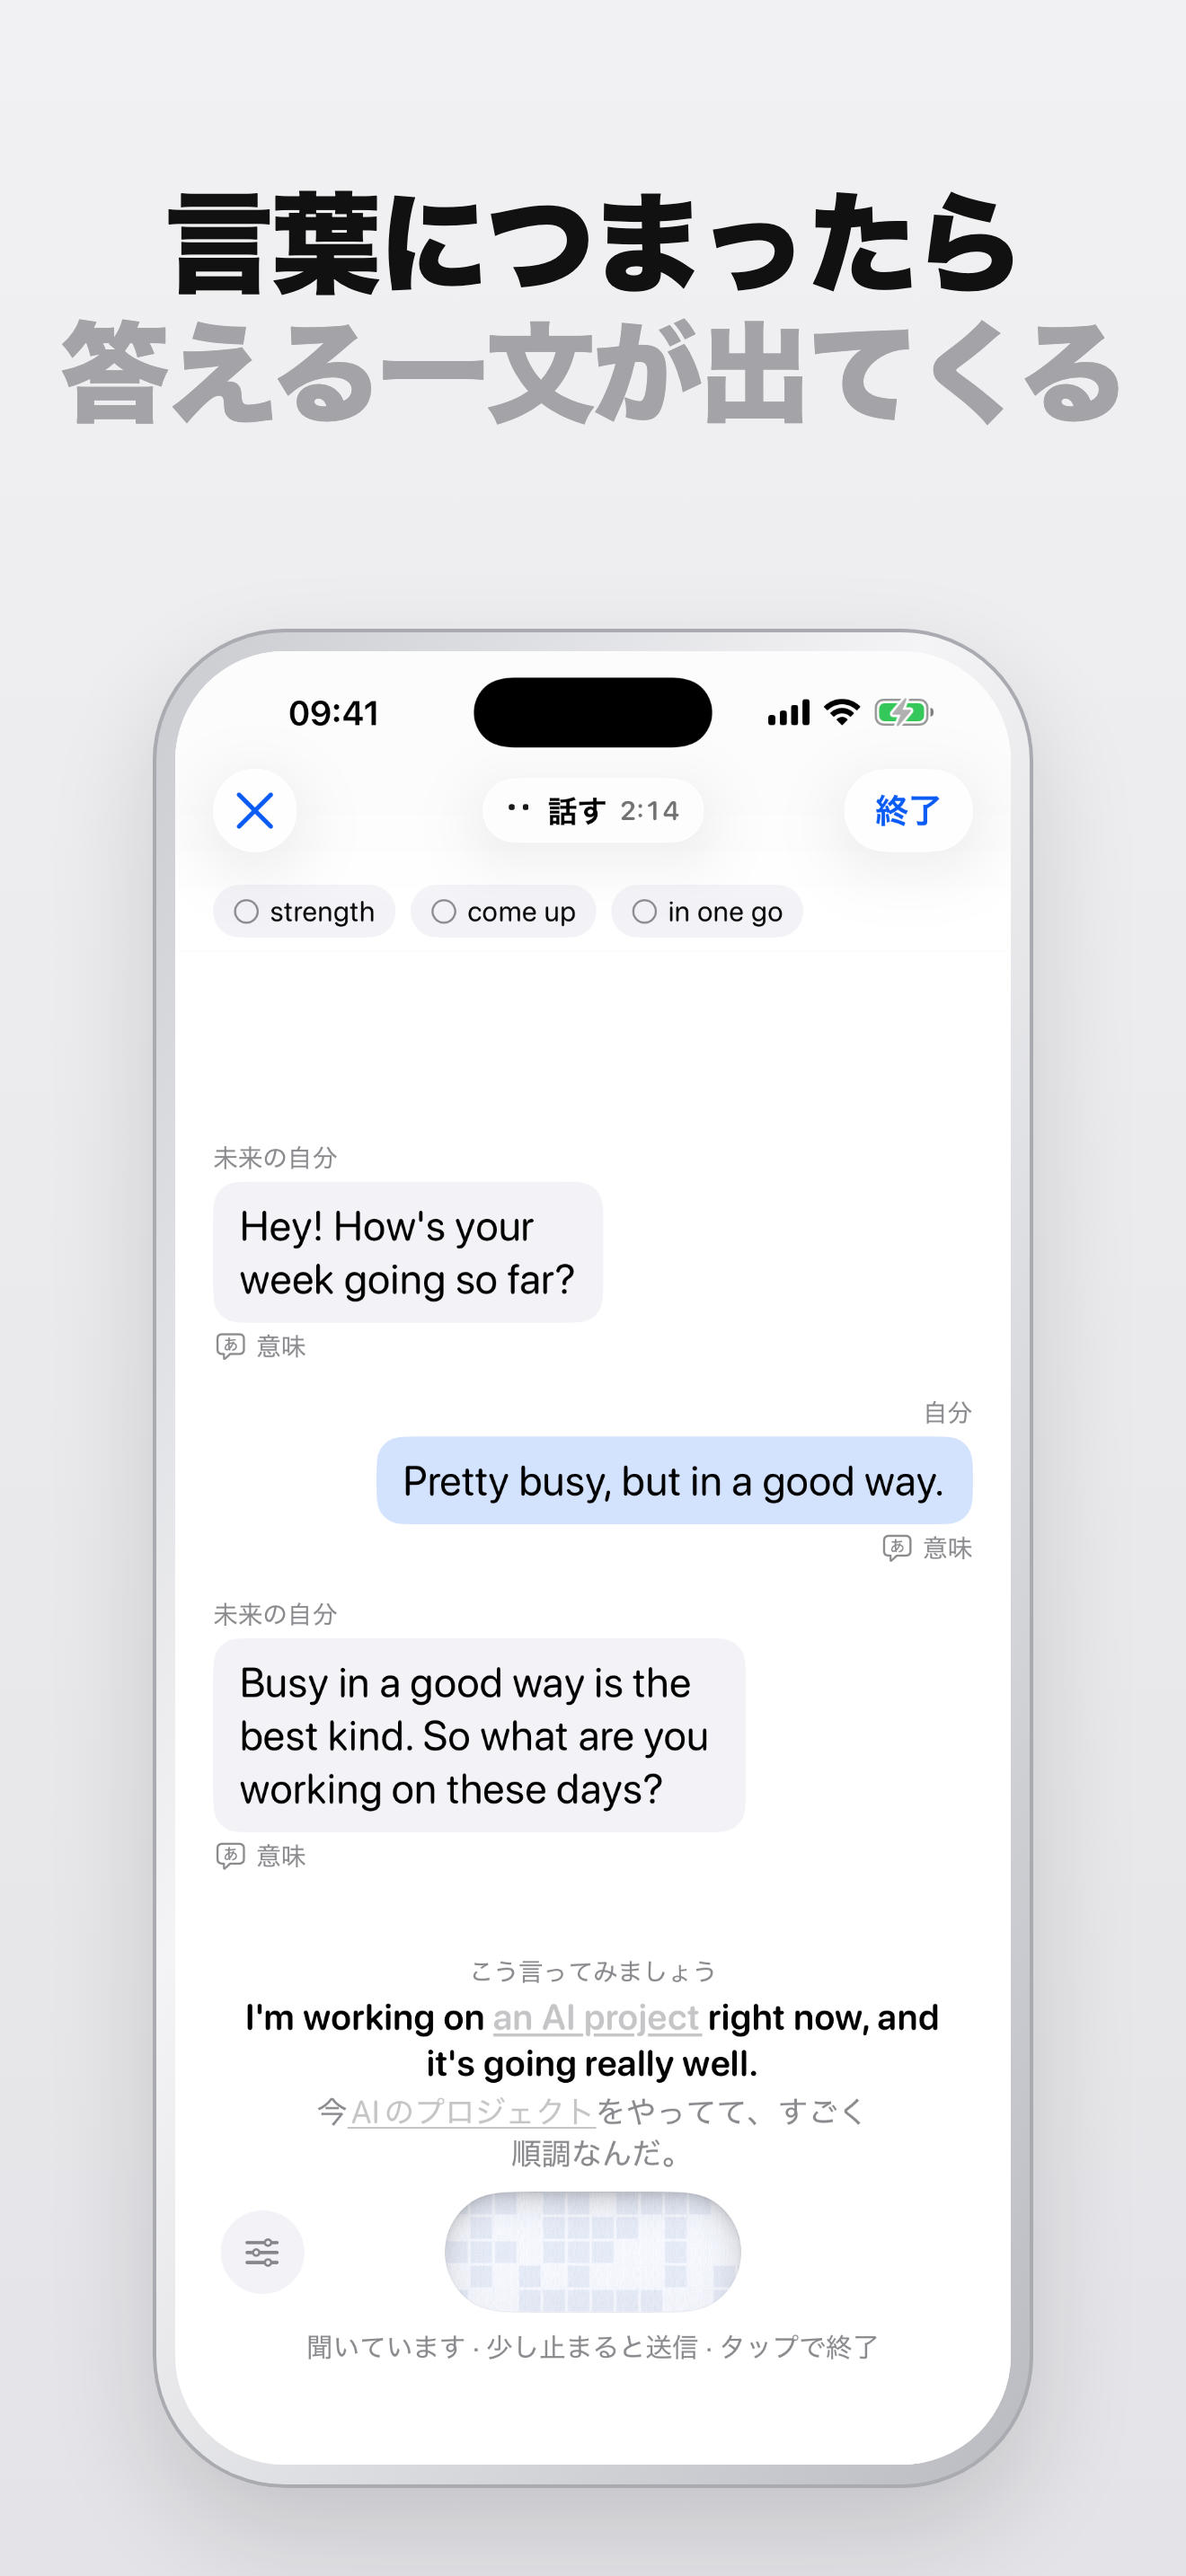 言葉につまったら
答える一文が出てくる
09:41
話す 2:14
終了
strength
come up
in one go
未来の自分
Hey! How's your
week going so far?
あ 意味
自分
Pretty busy, but in a good way.
あ 意味
未来の自分
Busy in a good way is the
best kind. So what are you
working on these days?
あ 意味
こう言ってみましょう
I'm working on an AI project right now, and
it's going really well.
今AIのプロジェクトをやってて、すごく
順調なんだ。
聞いています · 少し止まると送信 · タップで終了